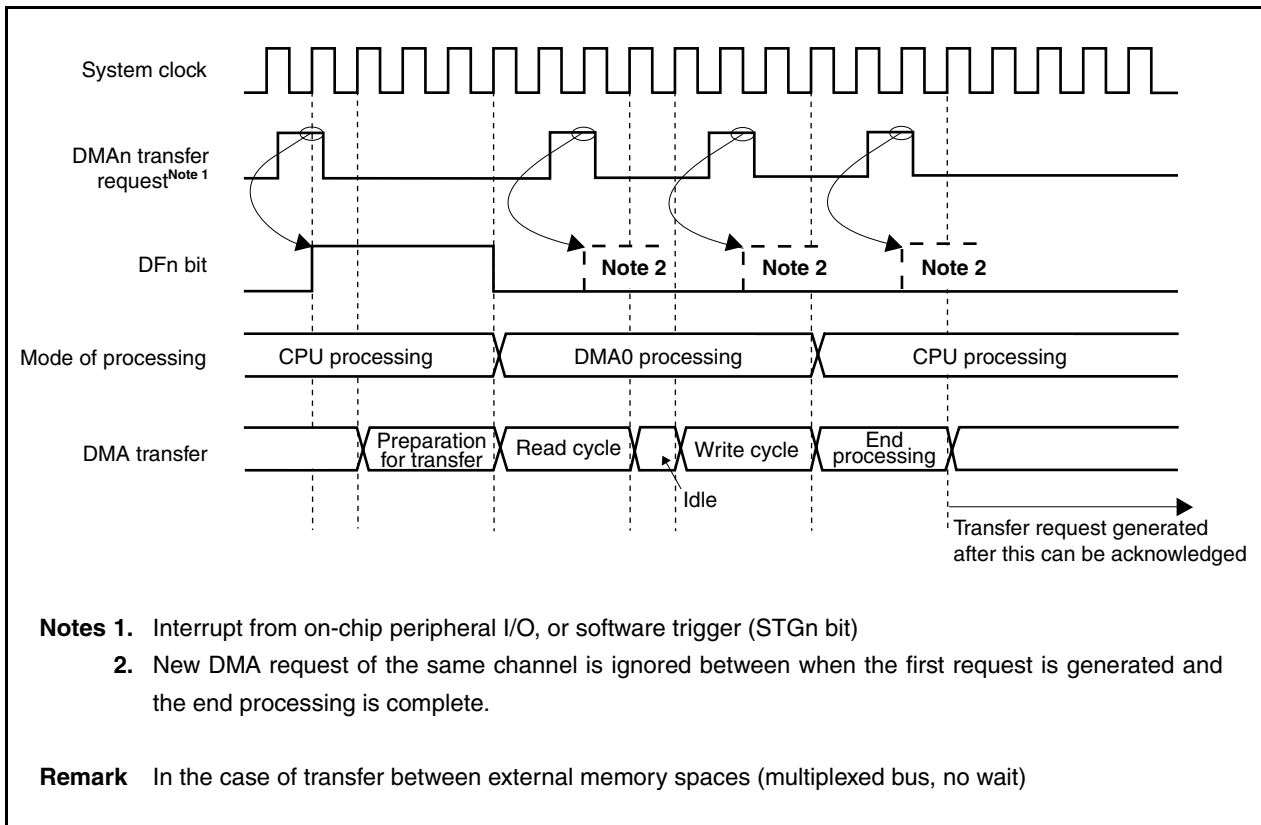 System clock
DMAn transfer
requestNote 1
DFn bit
Note 2
Note 2
Note 2
Mode of processing
CPU processing
DMA0 processing
CPU processing
DMA transfer
Preparation
for transfer
Read cycle
Write cycle
End
processing
Idle
Transfer request generated
after this can be acknowledged
Notes 1. Interrupt from on-chip peripheral I/O, or software trigger (STGn bit)
2. New DMA request of the same channel is ignored between when the first request is generated and
the end processing is complete.
Remark In the case of transfer between external memory spaces (multiplexed bus, no wait)